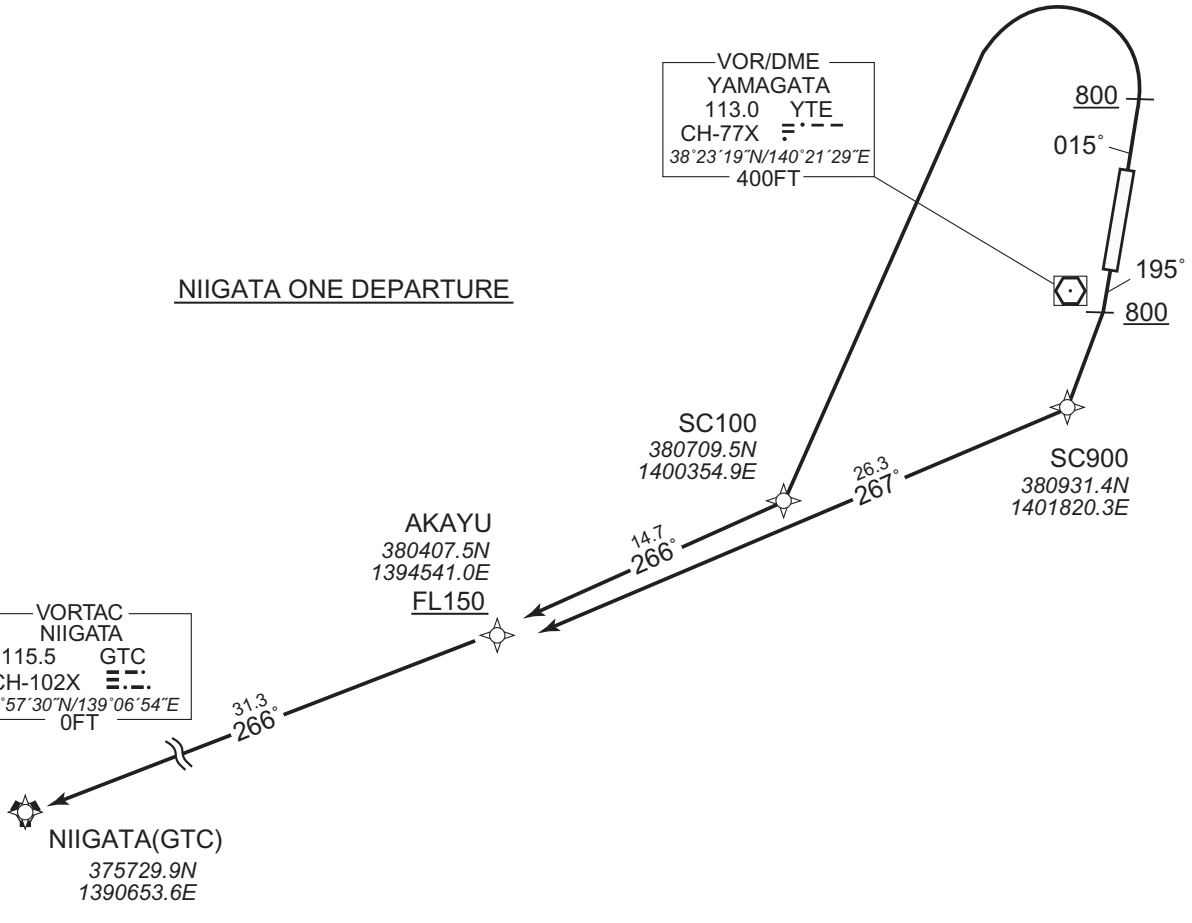 VOR/DME
YAMAGATA
113.0 YTE
CH-77X
38°23´19˝N/140°21´29˝E
400FT
800
015°
195°
800
NIIGATA ONE DEPARTURE
SC100
380709.5N
1400354.9E
26.3
267°
SC900
380931.4N
1401820.3E
AKAYU
380407.5N
1394541.0E
FL150
14.7
266°
VORTAC
NIIGATA
115.5 GTC
CH-102X
°57´30˝N/139°06´54˝E
0FT
31.3
266°
NIIGATA(GTC)
375729.9N
1390653.6E